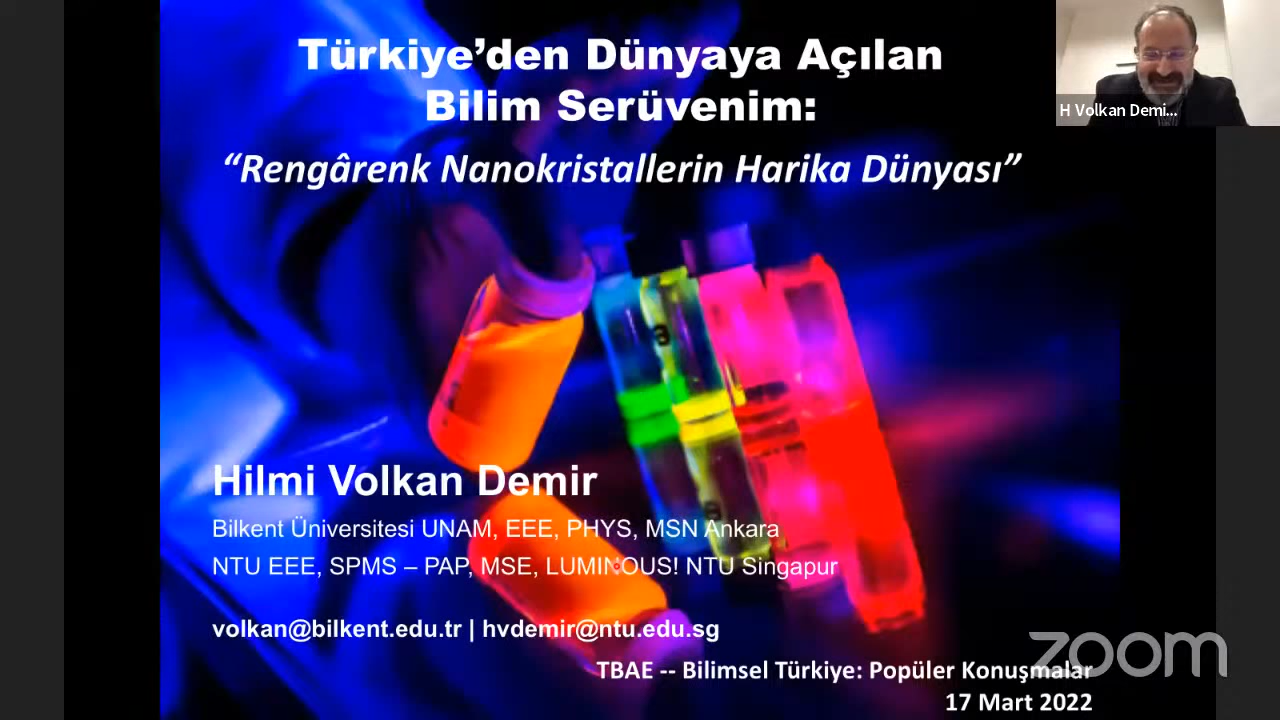 Türkiye’den Dünyaya Açılan
Bilim Serüvenim:
“Rengârenk Nanokristallerin Harika Dünyası”
H Volkan Demi...
Hilmi Volkan Demir
Bilkent Üniversitesi UNAM, EEE, PHYS, MSN Ankara
NTU EEE, SPMS – PAP, MSE, LUMINOUS! NTU Singapur
volkan@bilkent.edu.tr | hvdemir@ntu.edu.sg
TBAE -- Bilimsel Türkiye: Popüler Konuşmalar
17 Mart 2022
zoom